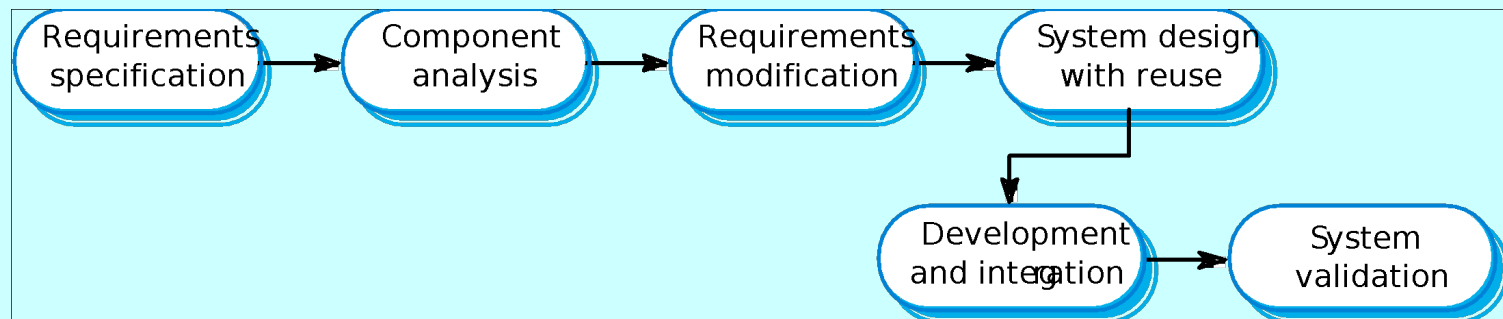 Requirements
specification
Component
analysis
Requirements
modification
System design
with reuse
Development
and integration
System
validation